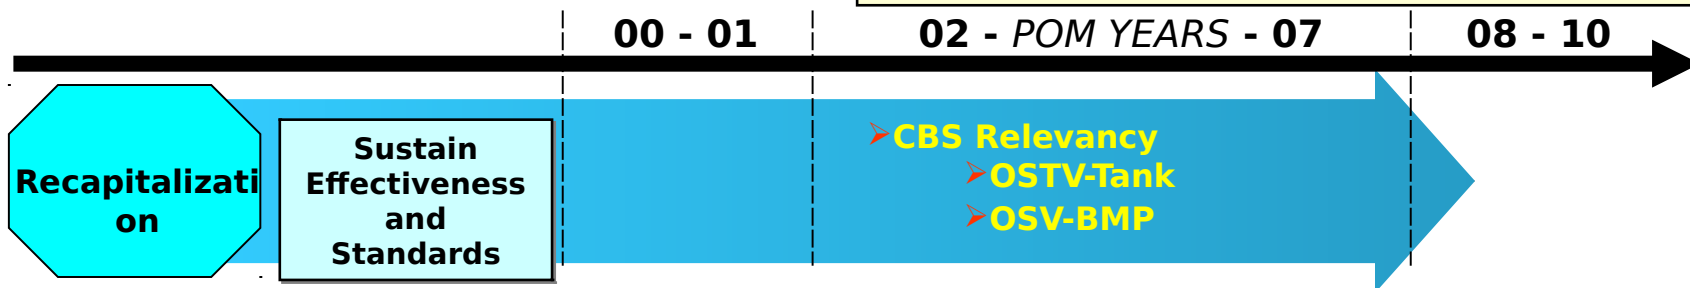 00 - 01
02 - POM YEARS - 07
08 - 10
Recapitalizati
on
Sustain
Effectiveness
and
Standards
CBS Relevancy
OSTV-Tank
OSV-BMP